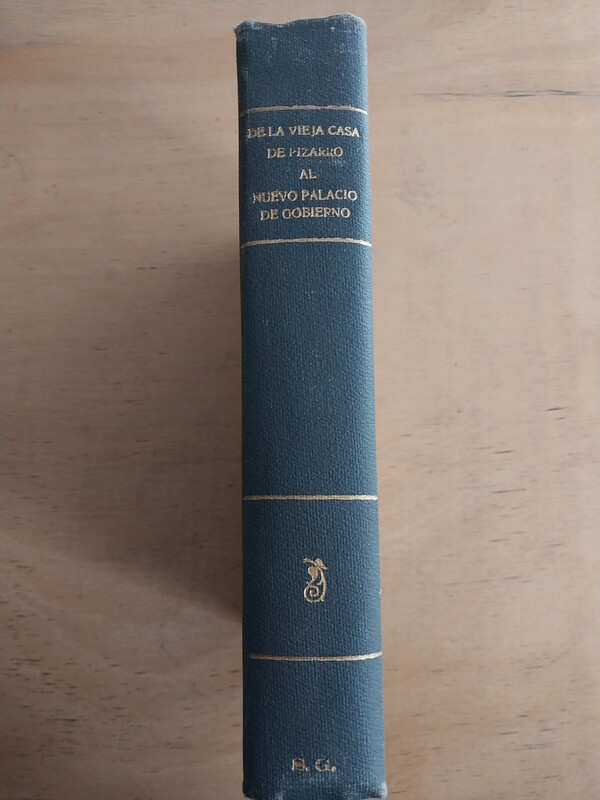 DE LA VIEJA CASA
DE PIZARRO
AL
NUEVO PALACIO
DE GOBIERNO
S. G.